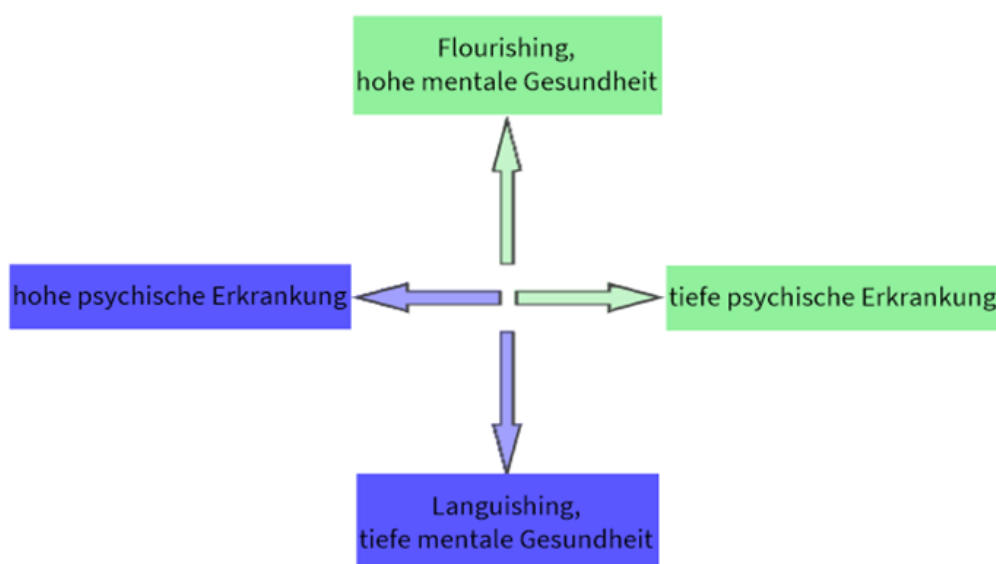 Flourishing,
hohe mentale Gesundheit
hohe psychische Erkrankung
tiefe psychische Erkrankung
Languishing,
tiefe mentale Gesundheit